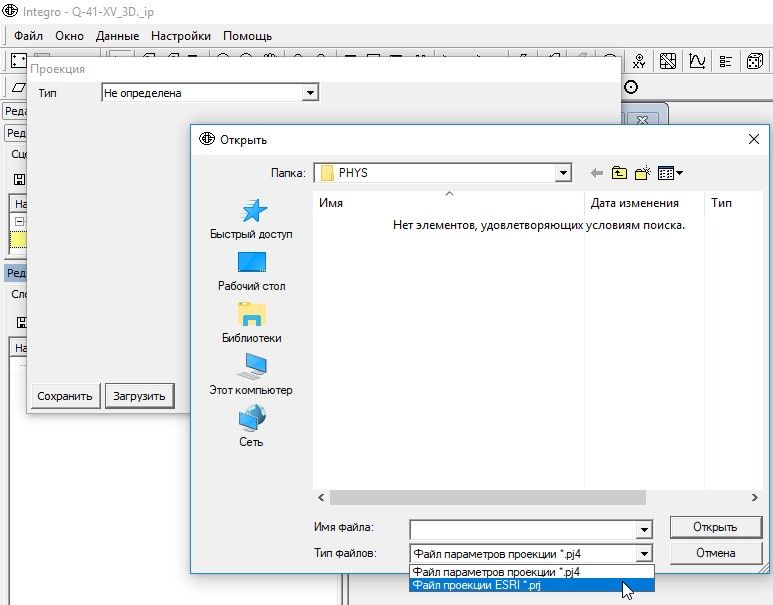 Integro - Q-41-XV_3D._ip
Файл Окно Данные Настройки Помощь
Проекция
Тип Не определена
Реда
Ред
Сце
На
Ред
Сло
На
Сохранить Загрузить
Открыть
Папка: PHYS
Имя Дата изменения Тип
Нет элементов, удовлетворяющих условиям поиска.
Быстрый доступ
Рабочий стол
Библиотеки
Этот компьютер
Сеть
Имя файла: Открыть
Тип файлов: Файл параметров проекции *.pj4 Отмена
Файл параметров проекции *.pj4
Файл проекции ESRI *.prj